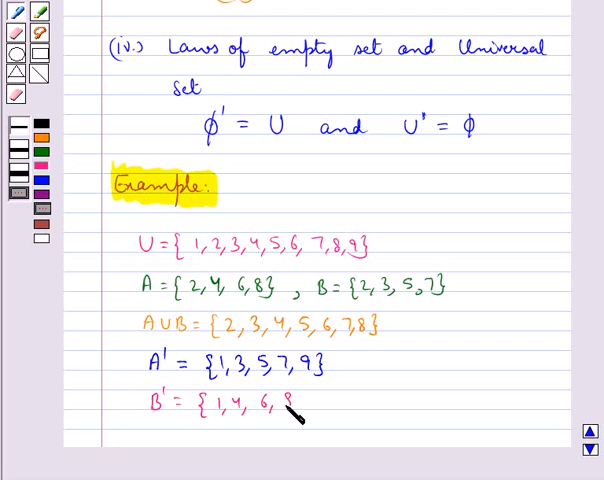 (iv.) Laws of empty set and Universal
set
ϕ' = U and U' = ϕ
Example:
U = { 1,2,3,4,5,6, 7,8,9}
A = { 2,4, 6,8} , B = {2,3,5,7}
A∪B = { 2, 3, 4, 5, 6, 7,8}
A' = {1,3,5,7,9}
B' = { 1,4, 6, 8